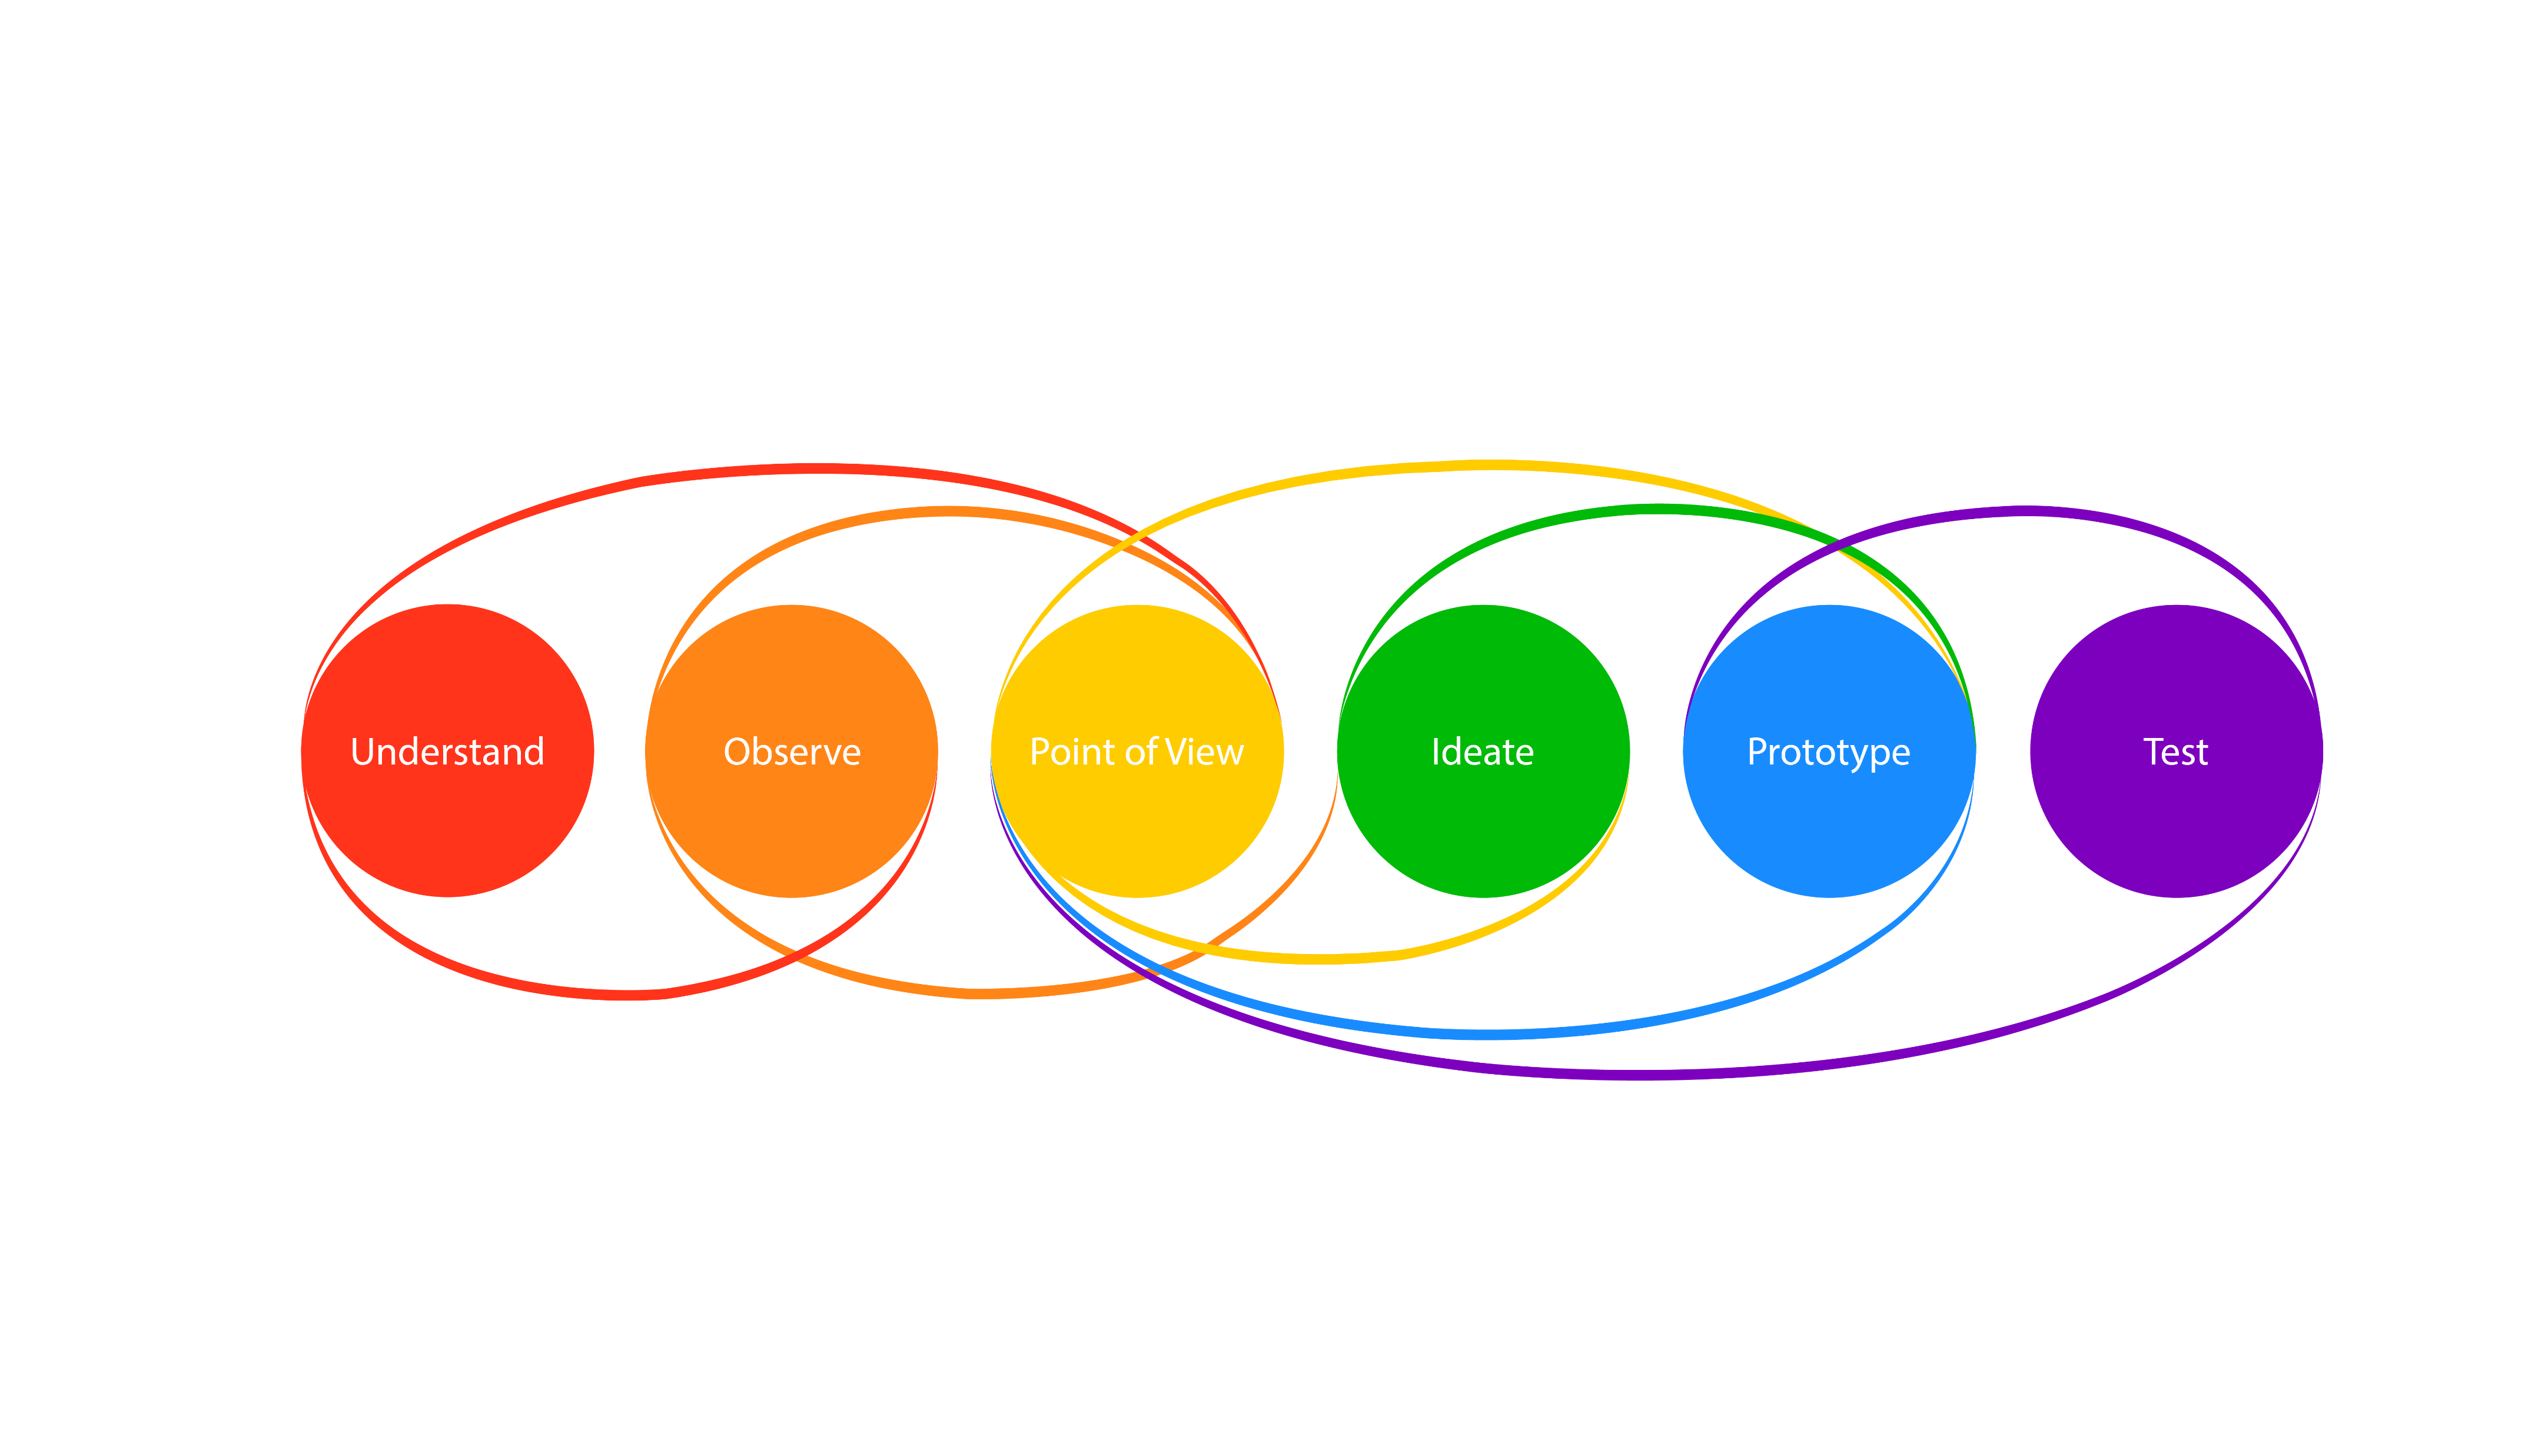 Understand
Observe
Point of View
Ideate
Prototype
Test